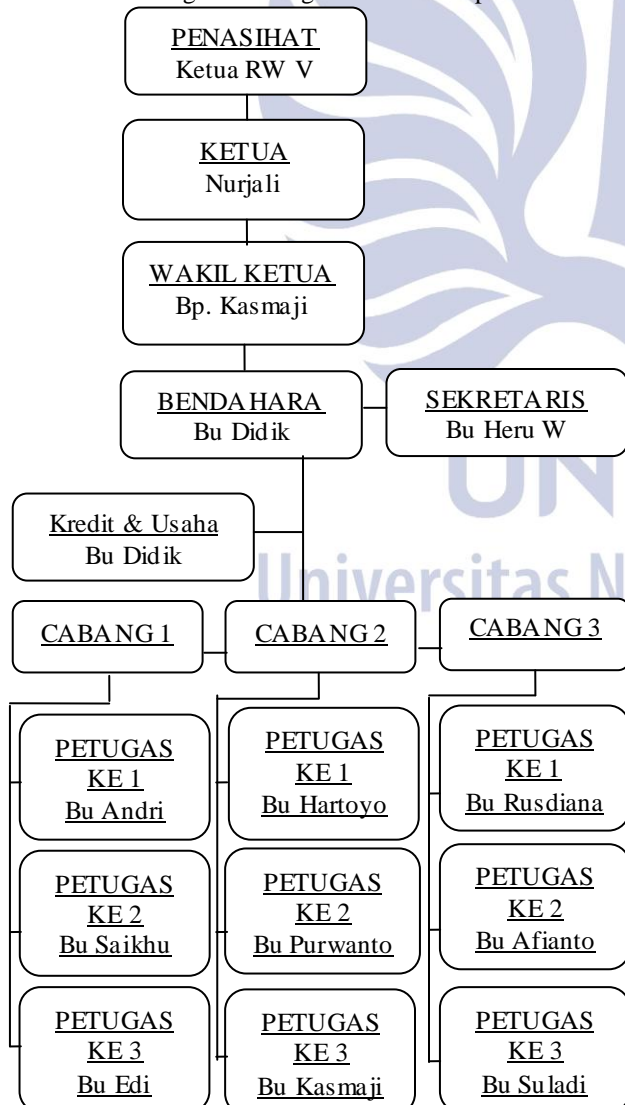 PENASIHAT
Ketua RW V
KETUA
Nurjali
WAKIL KETUA
Bp. Kasmaji
BENDAHARA
Bu Didik
SEKRETARIS
Bu Heru W
UN
Kredit & Usaha
Bu Didik
Universitas N
CABANG 1
CABANG 2
CABANG 3
PETUGAS
KE 1
Bu Andri
PETUGAS
KE 1
Bu Hartoyo
PETUGAS
KE 1
Bu Rusdiana
PETUGAS
KE 2
Bu Saikhu
PETUGAS
KE 2
Bu Purwanto
PETUGAS
KE 2
Bu Afianto
PETUGAS
KE 3
Bu Edi
PETUGAS
KE 3
Bu Kasmaji
PETUGAS
KE 3
Bu Suladi